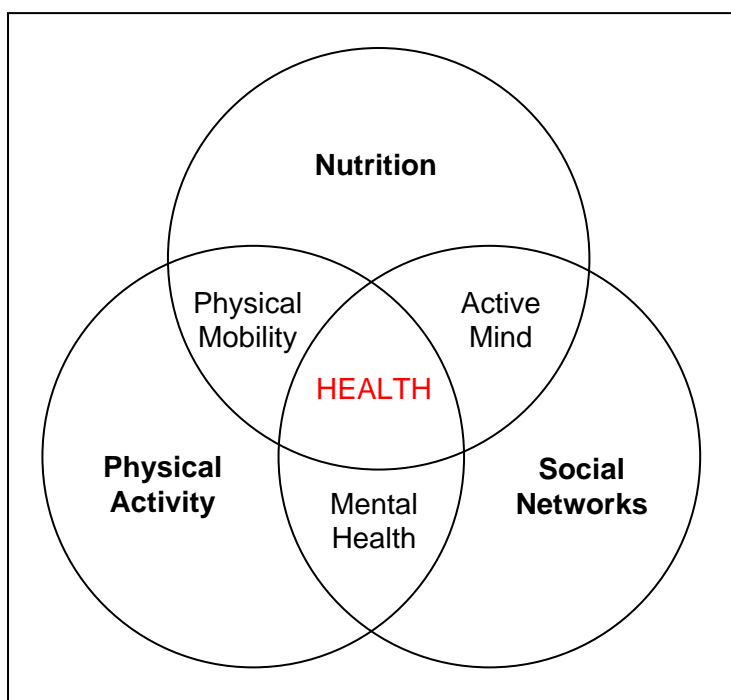 Nutrition
Physical
Mobility
Active
Mind
HEALTH
Physical
Activity
Social
Networks
Mental
Health